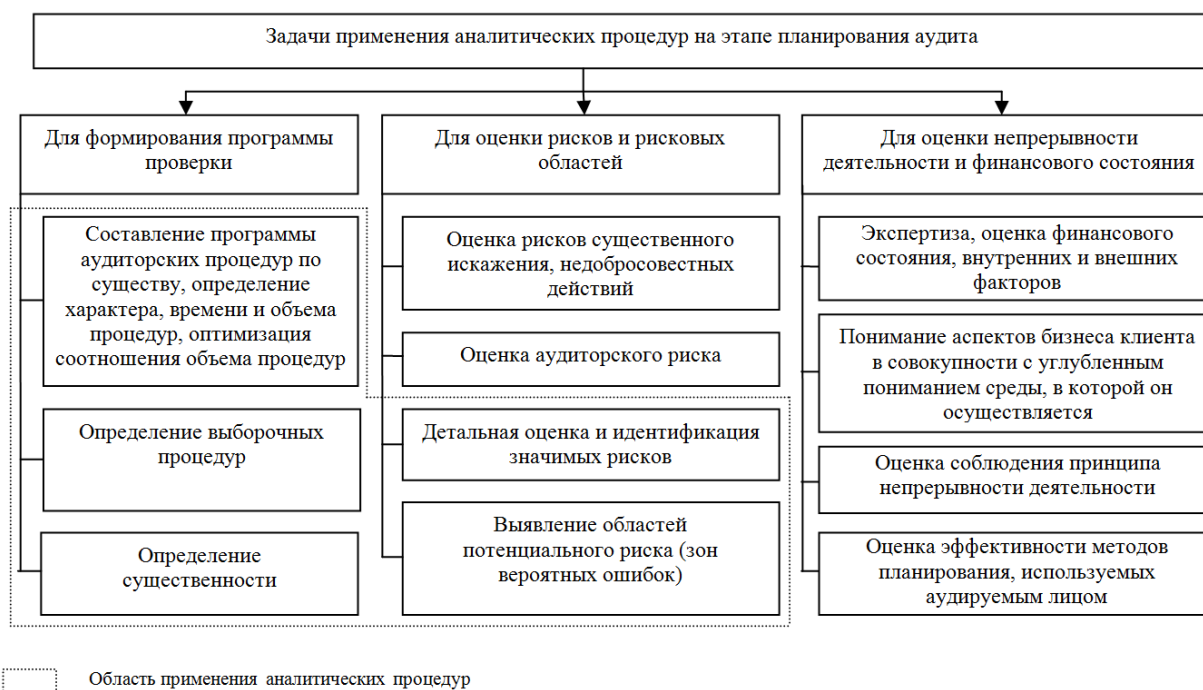 Задачи применения аналитических процедур на этапе планирования аудита
Для формирования программы
проверки
Составление программы
аудиторских процедур по
существу, определение
характера, времени и объема
процедур, оптимизация
соотношения объема процедур
Определение выборочных
процедур
Определение
существенности
Для оценки рисков и рисковых
областей
Оценка рисков существенного
искажения, недобросовестных
действий
Оценка аудиторского риска
Детальная оценка и идентификация
значимых рисков
Выявление областей
потенциального риска (зон
вероятных ошибок)
Для оценки непрерывности
деятельности и финансового состояния
Экспертиза, оценка финансового
состояния, внутренних и внешних
факторов
Понимание аспектов бизнеса клиента
в совокупности с углубленным
пониманием среды, в которой он
осуществляется
Оценка соблюдения принципа
непрерывности деятельности
Оценка эффективности методов
планирования, используемых
аудируемым лицом
Область применения аналитических процедур